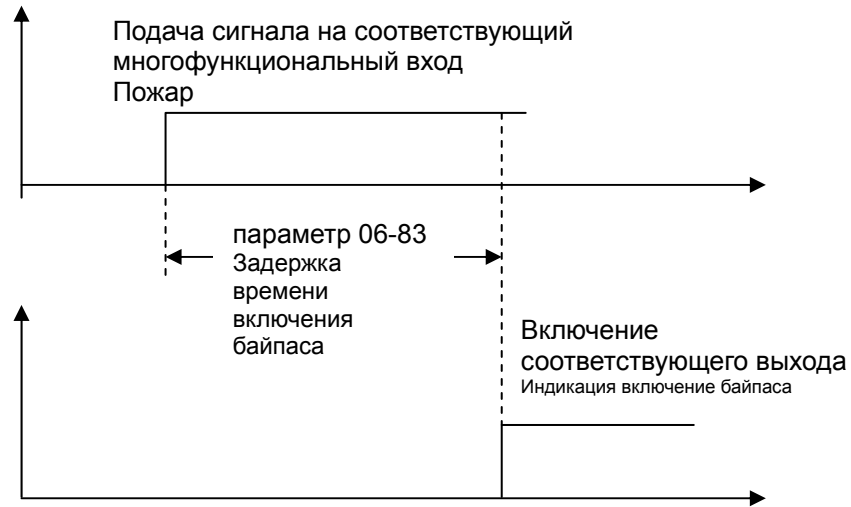 Подача сигнала на соответствующий
многофункциональный вход
Пожар
параметр 06-83
Задержка
времени
включения
байпаса
Включение
соответствующего выхода
Индикация включение байпаса